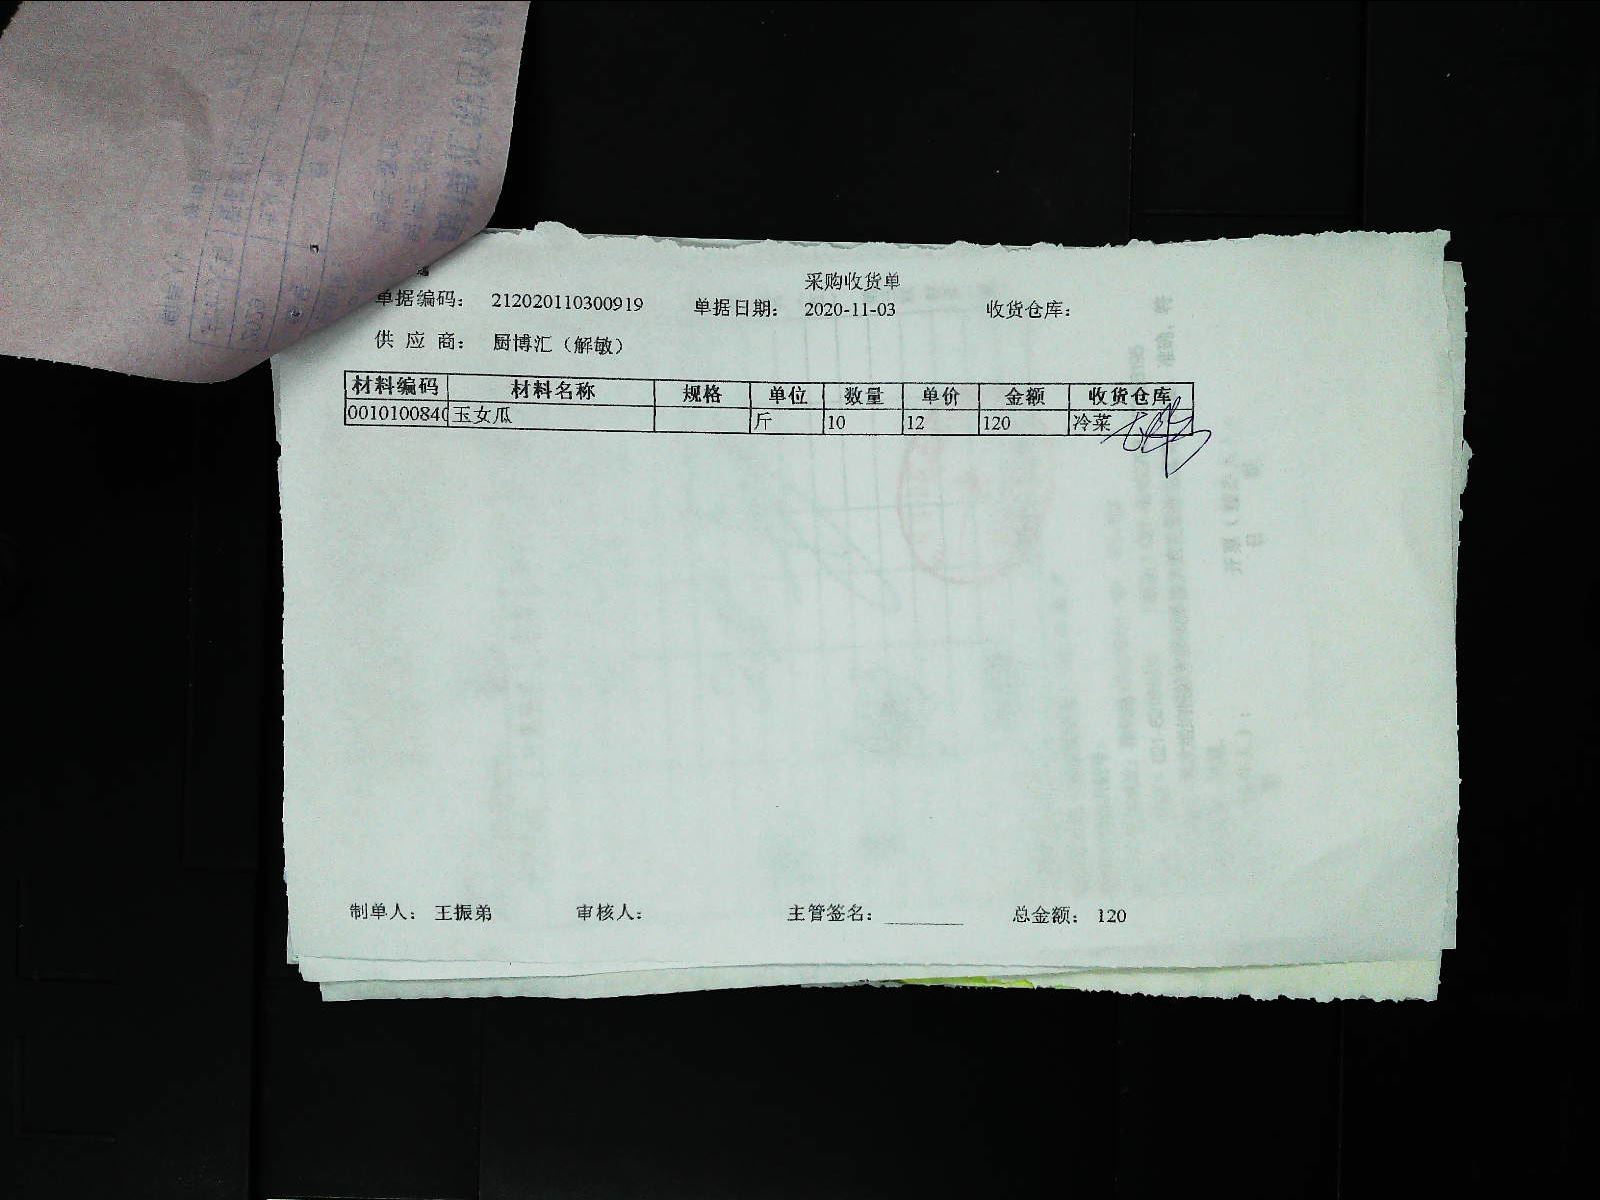 采购收货单
单据编码： 212020110300919 单据日期： 2020-11-03 收货仓库：
供 应 商： 厨博汇（解敏）
材料编码 材料名称 规格 单位 数量 单价 金额 收货仓库
0010100840 玉女瓜 斤 10 12 120 冷菜
制单人： 王振弟 审核人： 主管签名： 总金额： 120